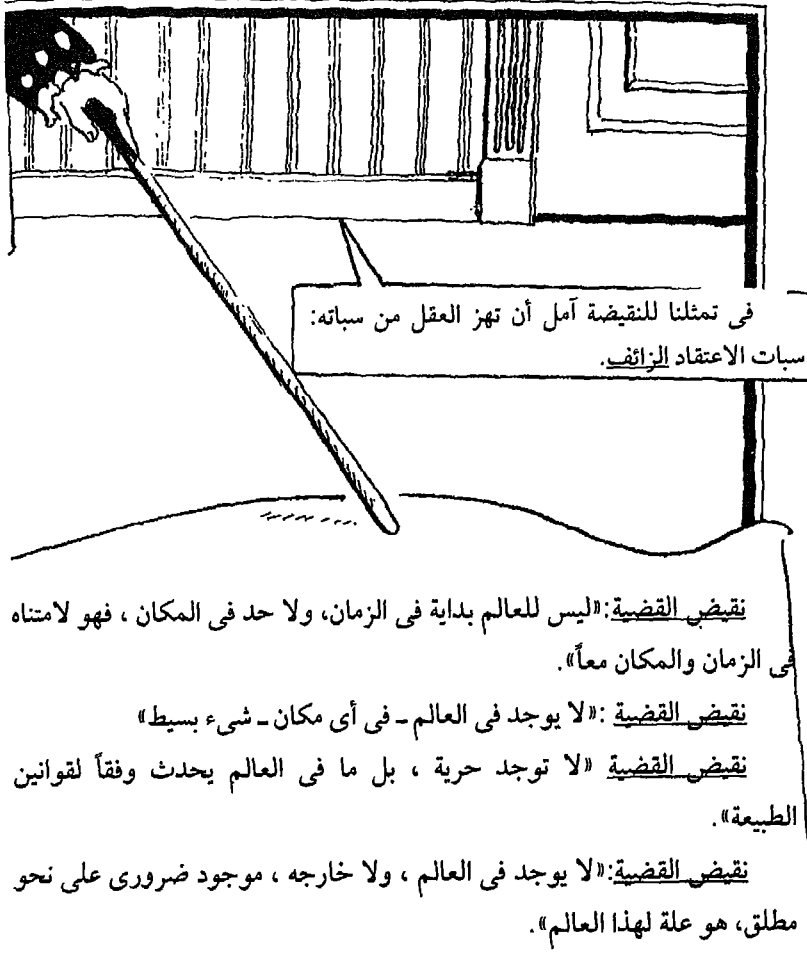 فى تمثلنا للنقيضة آمل أن تهز العقل من سباته:
سبات الاعتقاد الزائف.
نقيض القضية:«ليس للعالم بداية فى الزمان، ولا حد فى المكان ، فهو لامتناه
فى الزمان والمكان معاً».
نقيض القضية :«لا يوجد فى العالم ـ فى أى مكان ـ شىء بسيط»
نقيض القضية «لا توجد حرية ، بل ما فى العالم يحدث وفقاً لقوانين
الطبيعة».
نقيض القضية:«لا يوجد فى العالم ، ولا خارجه ، موجود ضرورى على نحو
مطلق، هو علة لهذا العالم».